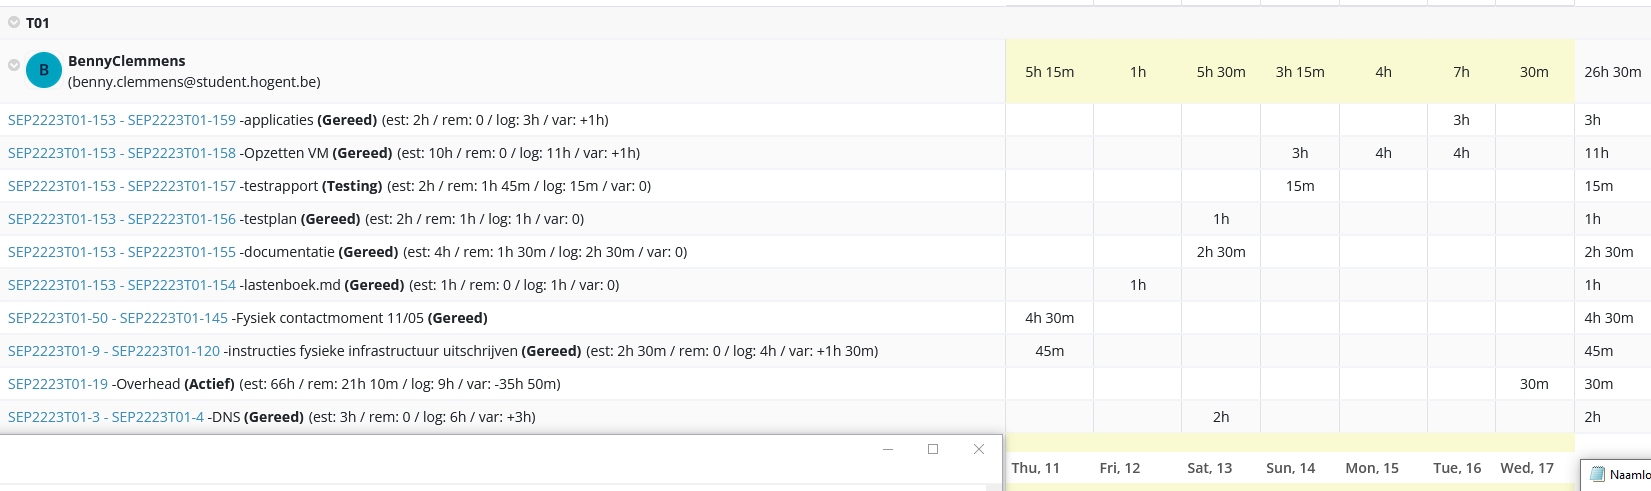 T01
B BennyClemmens
(benny.clemmens@student.hogent.be)
5h 15m 1h 5h 30m 3h 15m 4h 7h 30m 26h 30m
SEP2223T01-153 - SEP2223T01-159 -applicaties (Gereed) (est: 2h / rem: 0 / log: 3h / var: +1h) 3h 3h
SEP2223T01-153 - SEP2223T01-158 -Opzetten VM (Gereed) (est: 10h / rem: 0 / log: 11h / var: +1h) 3h 4h 4h 11h
SEP2223T01-153 - SEP2223T01-157 -testrapport (Testing) (est: 2h / rem: 1h 45m / log: 15m / var: 0) 15m 15m
SEP2223T01-153 - SEP2223T01-156 -testplan (Gereed) (est: 2h / rem: 1h / log: 1h / var: 0) 1h 1h
SEP2223T01-153 - SEP2223T01-155 -documentatie (Gereed) (est: 4h / rem: 1h 30m / log: 2h 30m / var: 0) 2h 30m 2h 30m
SEP2223T01-153 - SEP2223T01-154 -lastenboek.md (Gereed) (est: 1h / rem: 0 / log: 1h / var: 0) 1h 1h
SEP2223T01-50 - SEP2223T01-145 -Fysiek contactmoment 11/05 (Gereed) 4h 30m 4h 30m
SEP2223T01-9 - SEP2223T01-120 -instructies fysieke infrastructuur uitschrijven (Gereed) (est: 2h 30m / rem: 0 / log: 4h / var: +1h 30m) 45m 45m
SEP2223T01-19 -Overhead (Actief) (est: 66h / rem: 21h 10m / log: 9h / var: -35h 50m) 30m 30m
SEP2223T01-3 - SEP2223T01-4 -DNS (Gereed) (est: 3h / rem: 0 / log: 6h / var: +3h) 2h 2h
Thu, 11 Fri, 12 Sat, 13 Sun, 14 Mon, 15 Tue, 16 Wed, 17
Naamlo